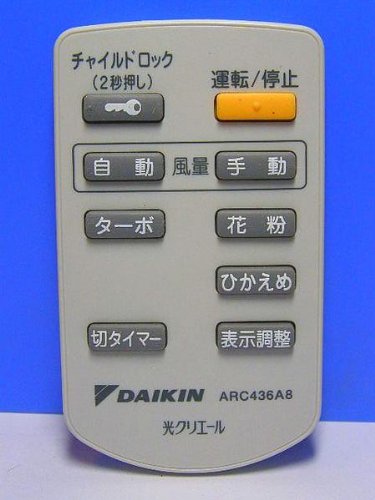 チャイルドロック
(2秒押し)
運転/停止
自動 風量 手動
ターボ 花粉
ひかえめ
切タイマー 表示調整
DAIKIN ARC436A8
光クリエール